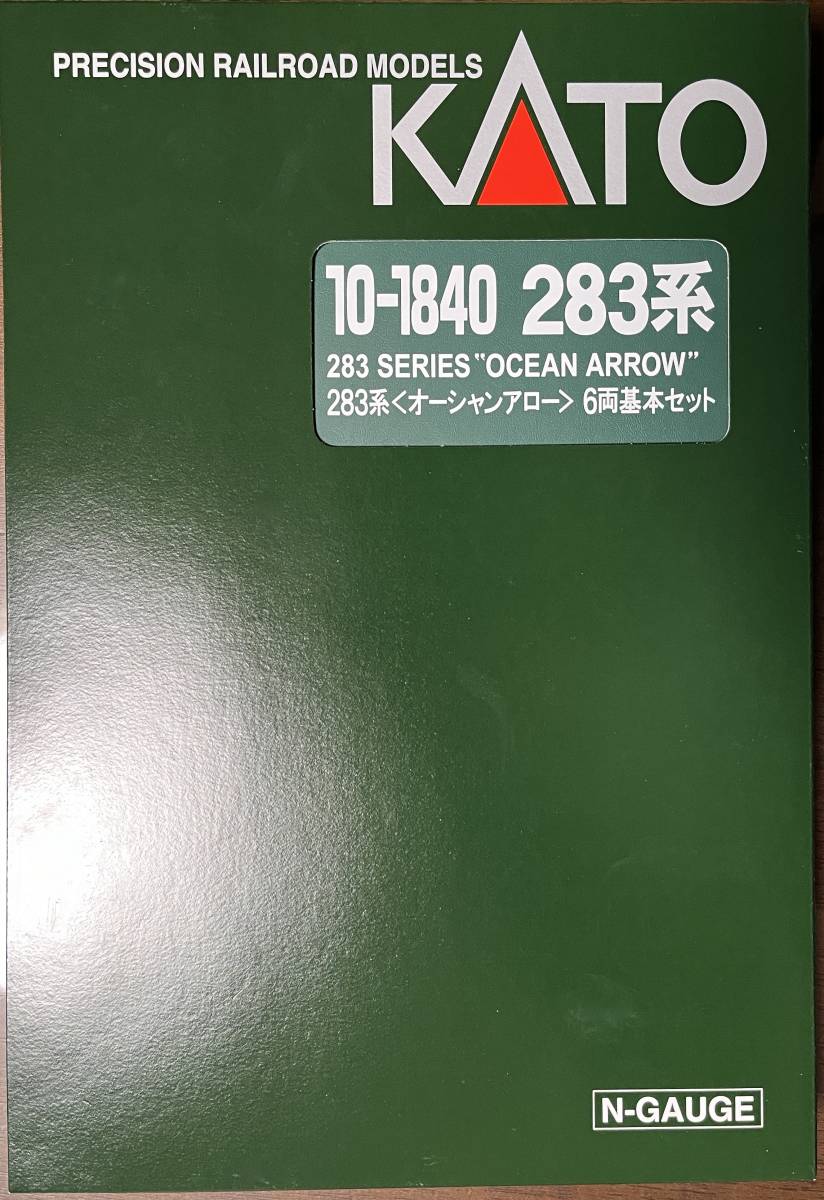 PRECISION RAILROAD MODELS
KATO
10-1840 283系
283 SERIES "OCEAN ARROW"
283系<オーシャンアロー> 6両基本セット
N-GAUGE